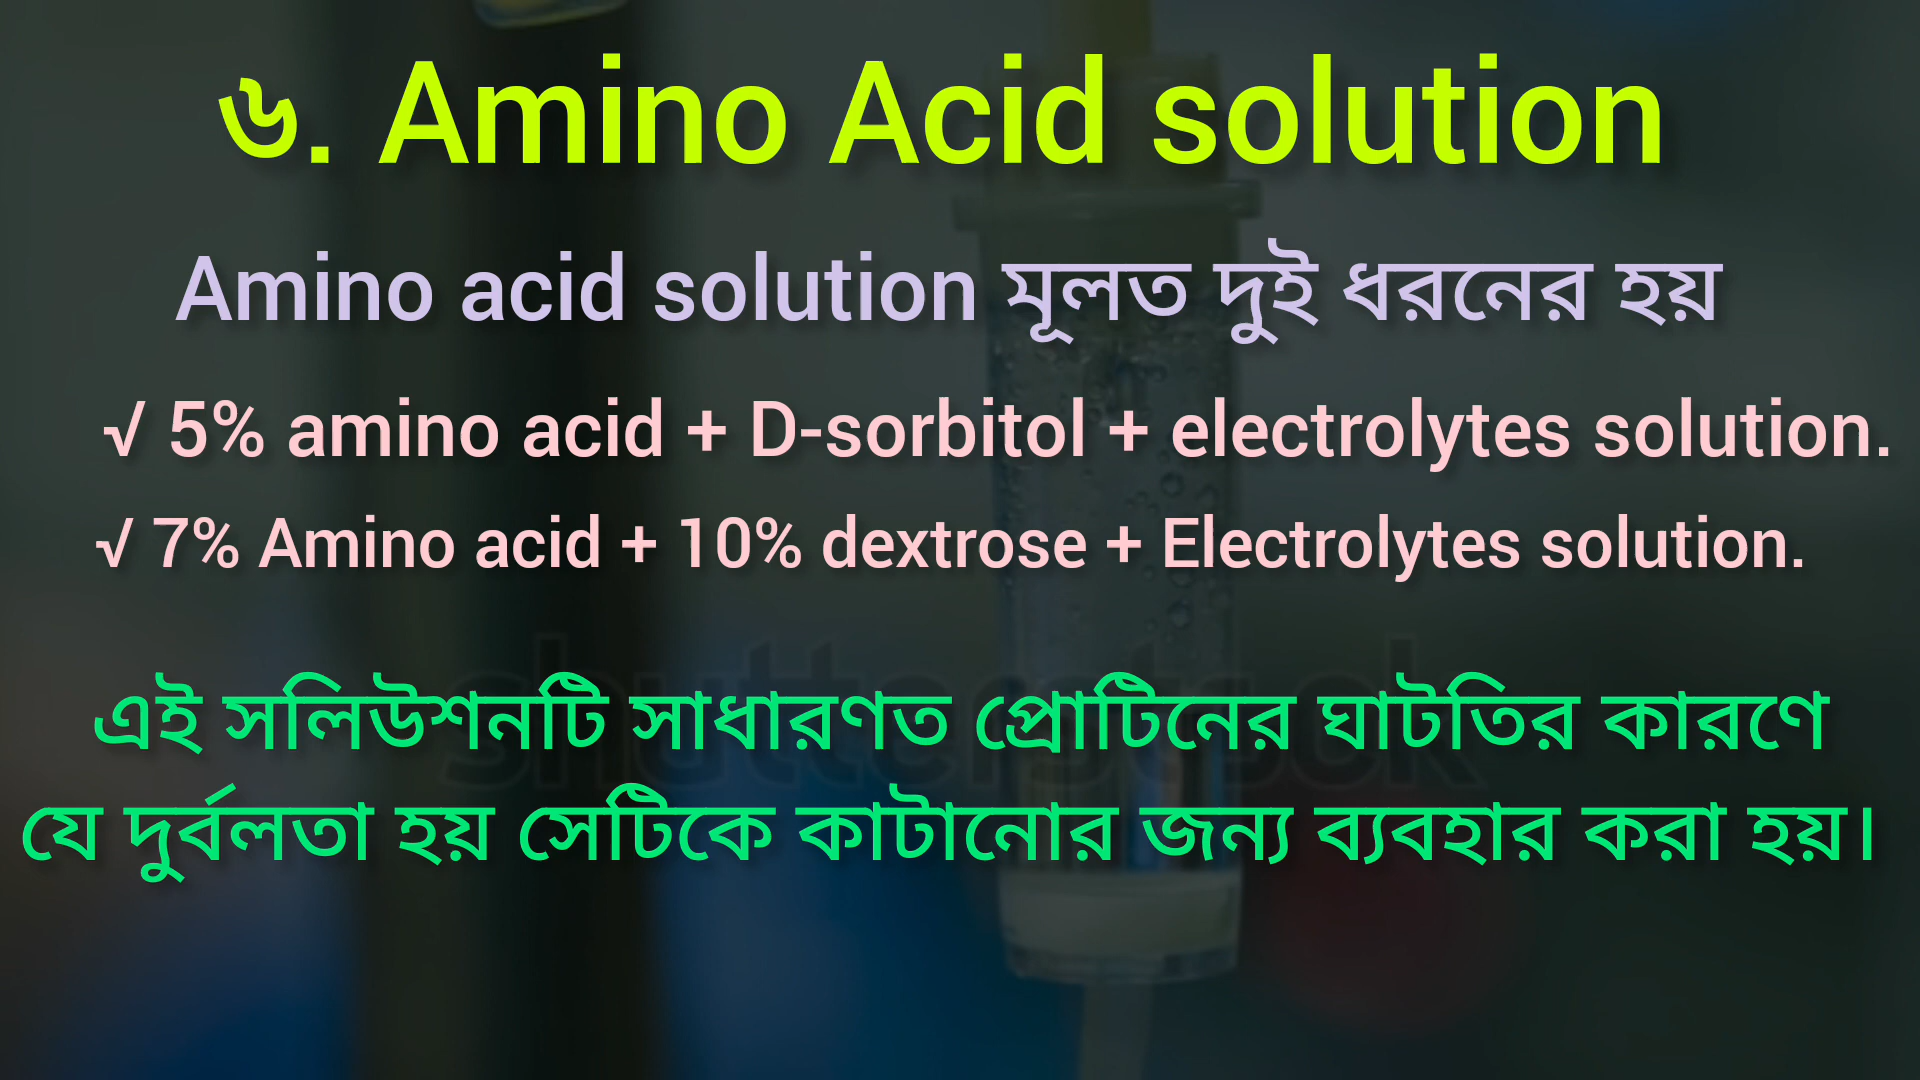 ৬. Amino Acid solution
Amino acid solution মূলত দুই ধরনের হয়
√ 5% amino acid + D-sorbitol + electrolytes solution.
√ 7% Amino acid + 10% dextrose + Electrolytes solution.
shutterstock
এই সলিউশনটি সাধারণত প্রোটিনের ঘাটতির কারণে
যে দুর্বলতা হয় সেটিকে কাটানোর জন্য ব্যবহার করা হয়।